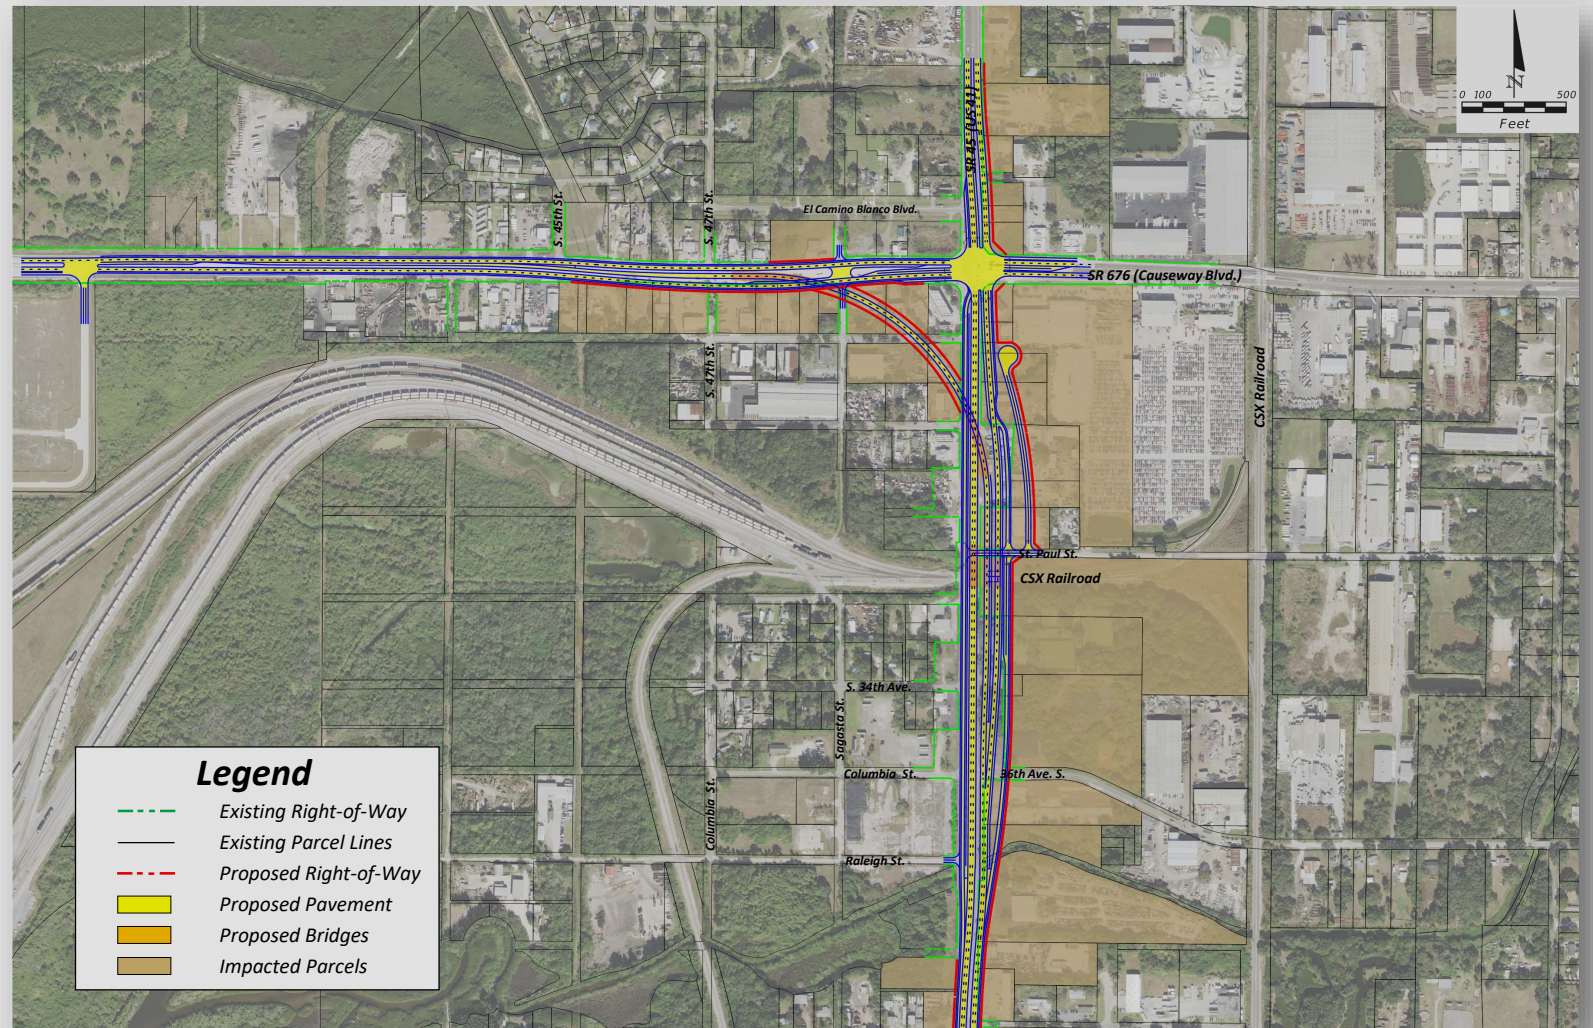 N
0 100 500
Feet
SR 45 (US 41)
S. 45th St.
S. 47th St.
El Camino Blanco Blvd.
SR 676 (Causeway Blvd.)
S. 47th St.
CSX Railroad
St. Paul St.
CSX Railroad
S. 34th Ave.
Sagasta St.
Columbia St.
36th Ave. S.
Columbia St.
Raleigh St.
Legend
Existing Right-of-Way
Existing Parcel Lines
Proposed Right-of-Way
Proposed Pavement
Proposed Bridges
Impacted Parcels